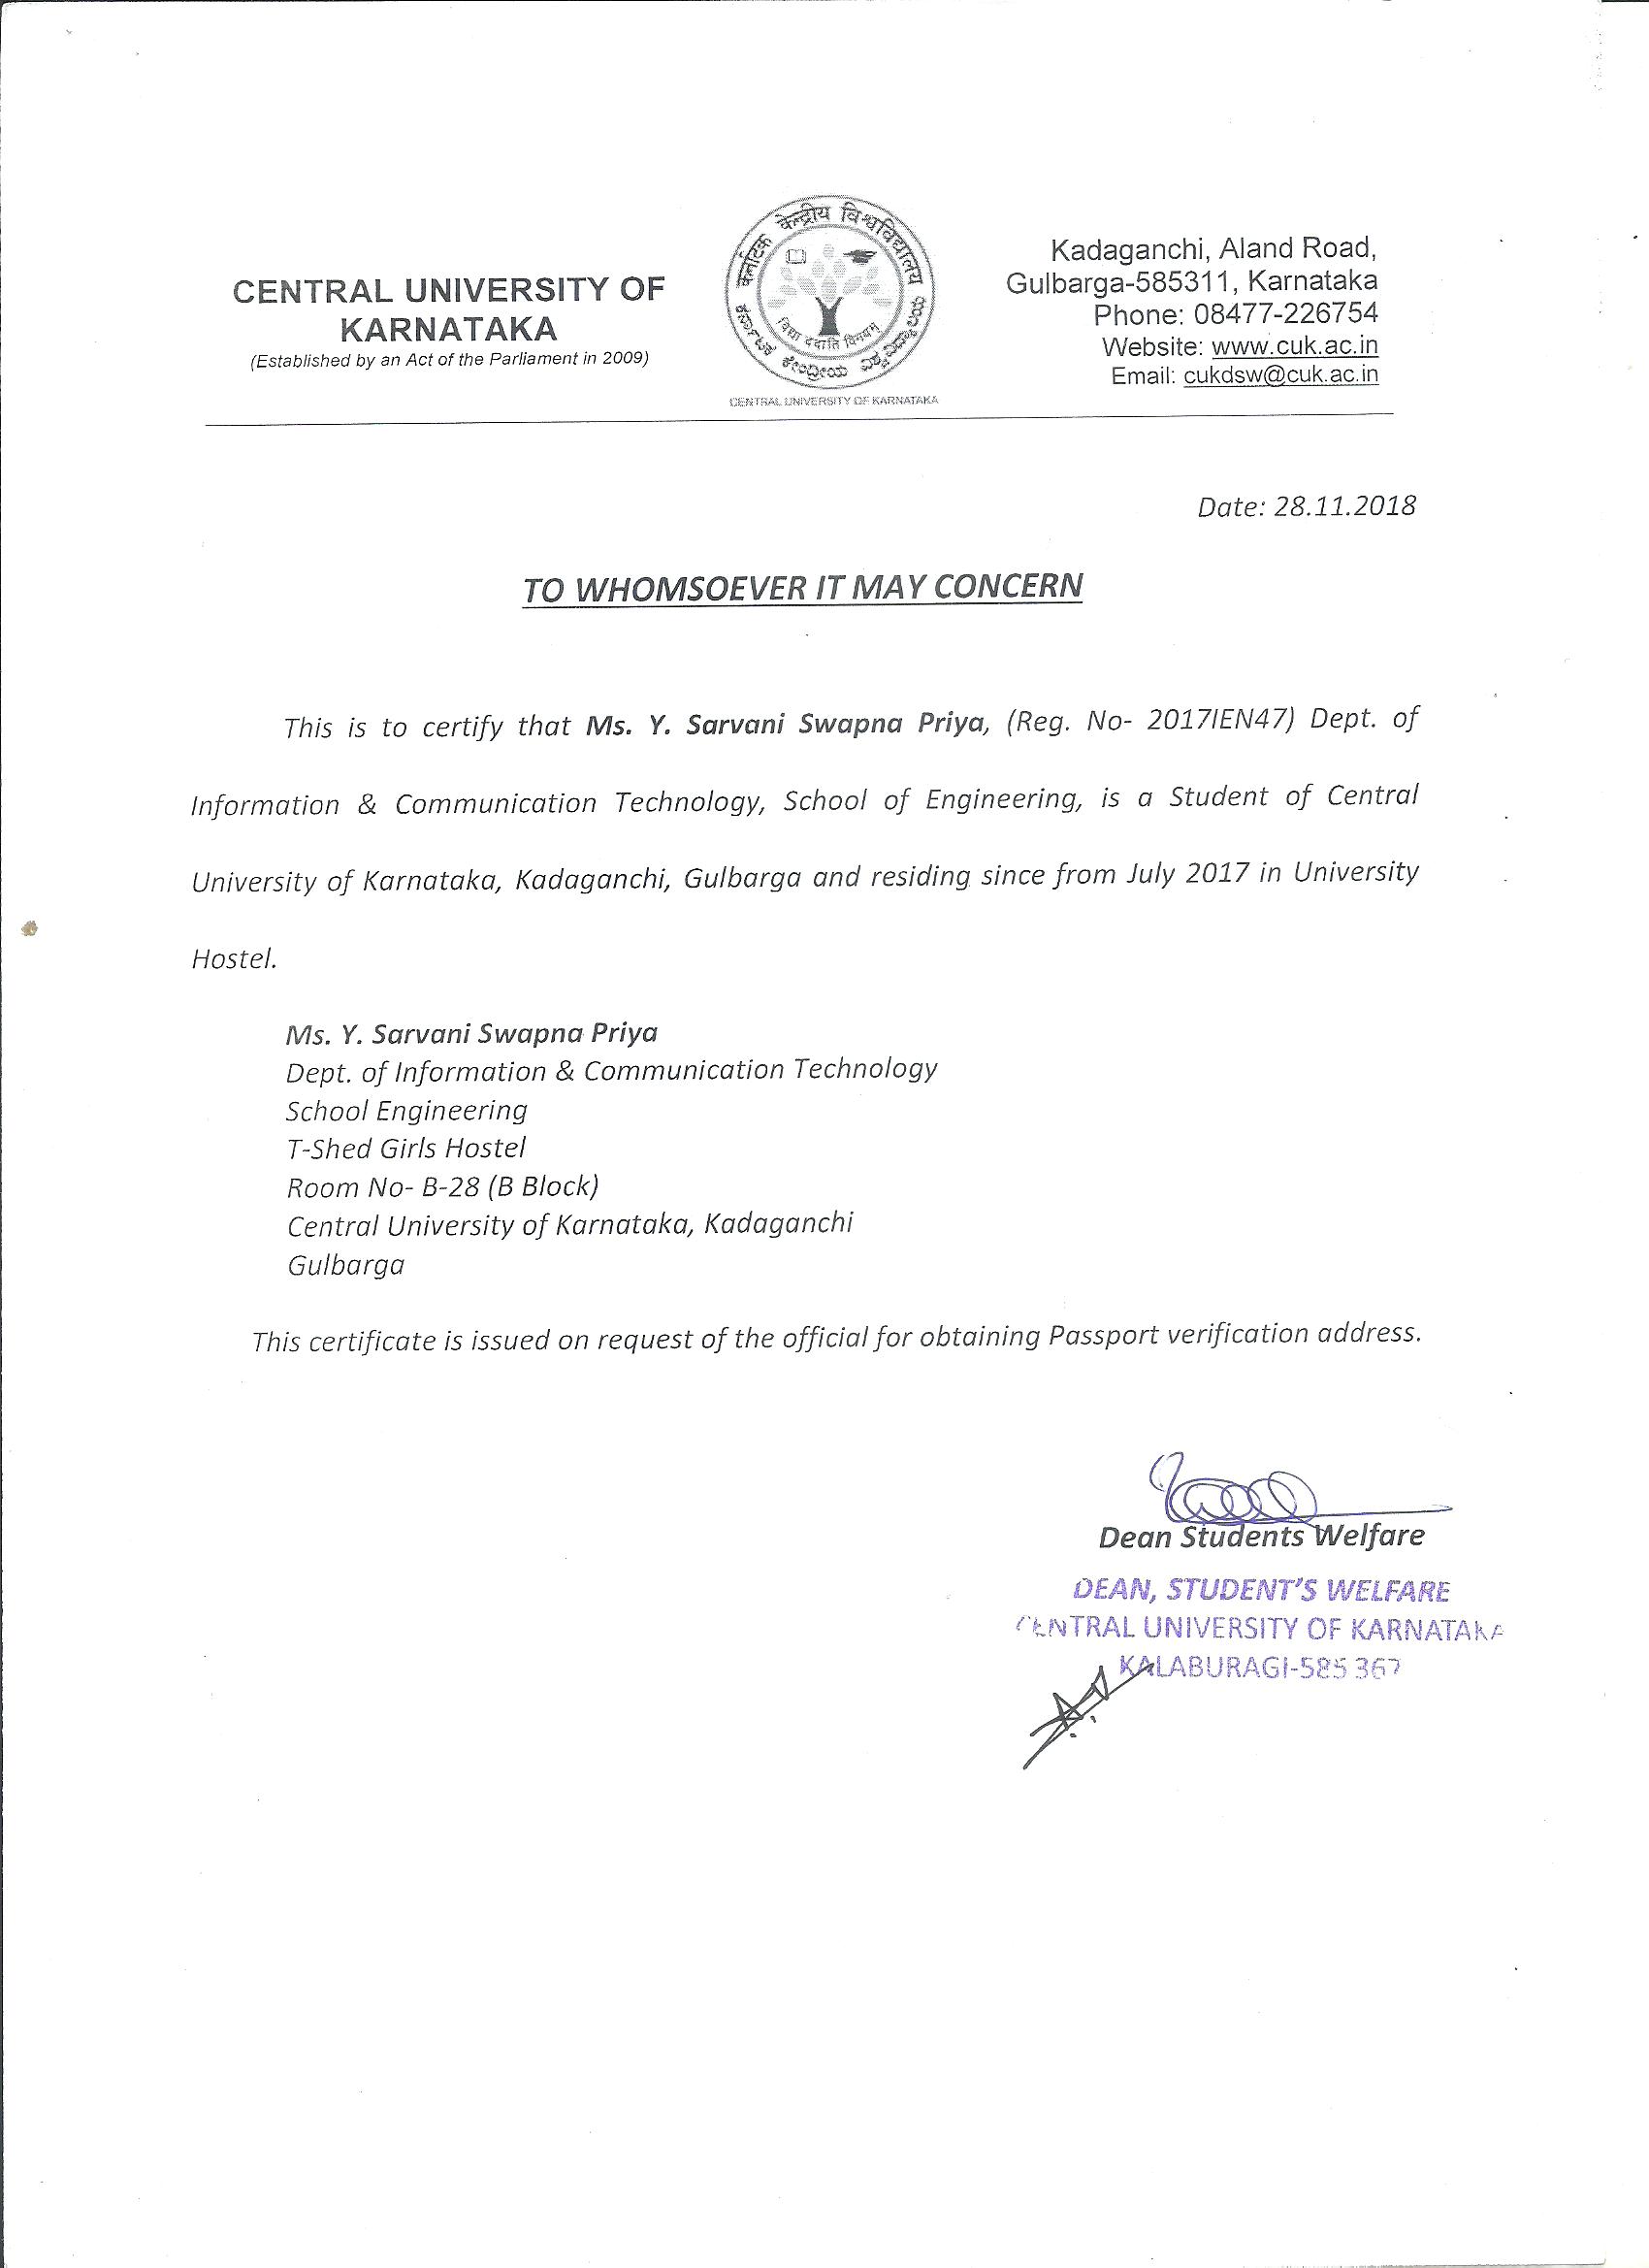 CENTRAL UNIVERSITY OF
KARNATAKA
(Established by an Act of the Parliament in 2009)
कर्नाटक केन्द्रीय विश्वविद्यालय
विद्या ददाति विनयम्
ಕರ್ನಾಟಕ ಕೇಂದ್ರೀಯ ವಿಶ್ವವಿದ್ಯಾಲಯ
CENTRAL UNIVERSITY OF KARNATAKA
Kadaganchi, Aland Road,
Gulbarga-585311, Karnataka
Phone: 08477-226754
Website: www.cuk.ac.in
Email: cukdsw@cuk.ac.in
Date: 28.11.2018
TO WHOMSOEVER IT MAY CONCERN
This is to certify that Ms. Y. Sarvani Swapna Priya, (Reg. No- 2017IEN47) Dept. of
Information & Communication Technology, School of Engineering, is a Student of Central
University of Karnataka, Kadaganchi, Gulbarga and residing since from July 2017 in University
Hostel.
Ms. Y. Sarvani Swapna Priya
Dept. of Information & Communication Technology
School Engineering
T-Shed Girls Hostel
Room No- B-28 (B Block)
Central University of Karnataka, Kadaganchi
Gulbarga
This certificate is issued on request of the official for obtaining Passport verification address.
Dean Students Welfare
DEAN, STUDENT'S WELFARE
CENTRAL UNIVERSITY OF KARNATAKA
KALABURAGI-585 367